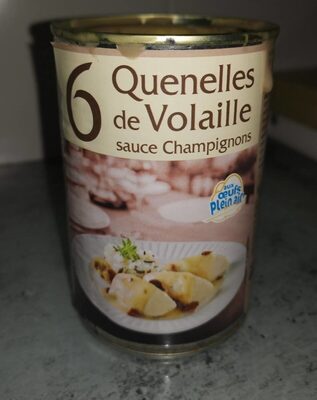 6 Quenelles
de Volaille
sauce Champignons
aux
œufs
plein air